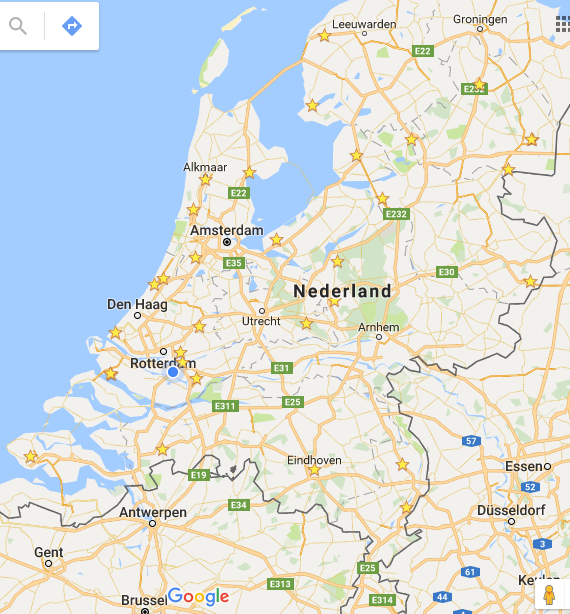 Leeuwarden
Groningen
E22
E232
Alkmaar
E22
E232
Amsterdam
E35
E30
Nederland
Den Haag
Utrecht
Arnhem
Rotterdam
E31
E311
E25
57
Eindhoven
Essen
E19
52
E34
Antwerpen
Düsseldorf
3
Gent
E25
61
E313
Brussel
Google
E314
44